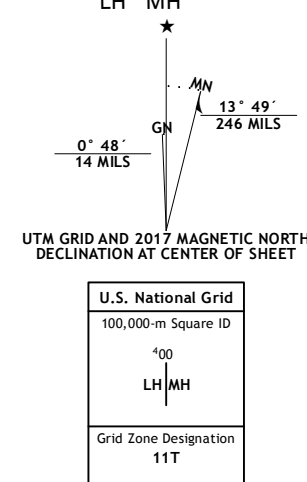 LH MH
★
MN
GN
13° 49´
246 MILS
0° 48´
14 MILS
UTM GRID AND 2017 MAGNETIC NORTH
DECLINATION AT CENTER OF SHEET
U.S. National Grid
100,000-m Square ID
⁴00
LH MH
Grid Zone Designation
11T